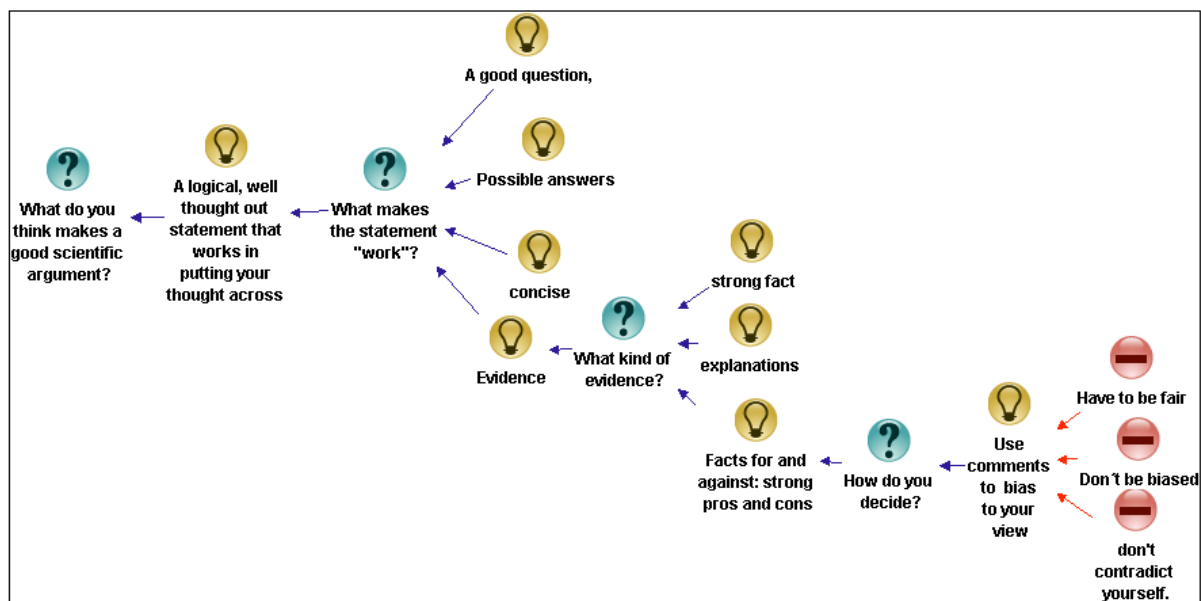 A good question,
Possible answers
What do you
think makes a
good scientific
argument?
A logical, well
thought out
statement that
works in
putting your
thought across
What makes
the statement
"work"?
concise
Evidence
What kind of
evidence?
strong fact
explanations
Facts for and
against: strong
pros and cons
How do you
decide?
Use
comments
to bias
to your
view
Have to be fair
Don´t be biased
don't
contradict
yourself.